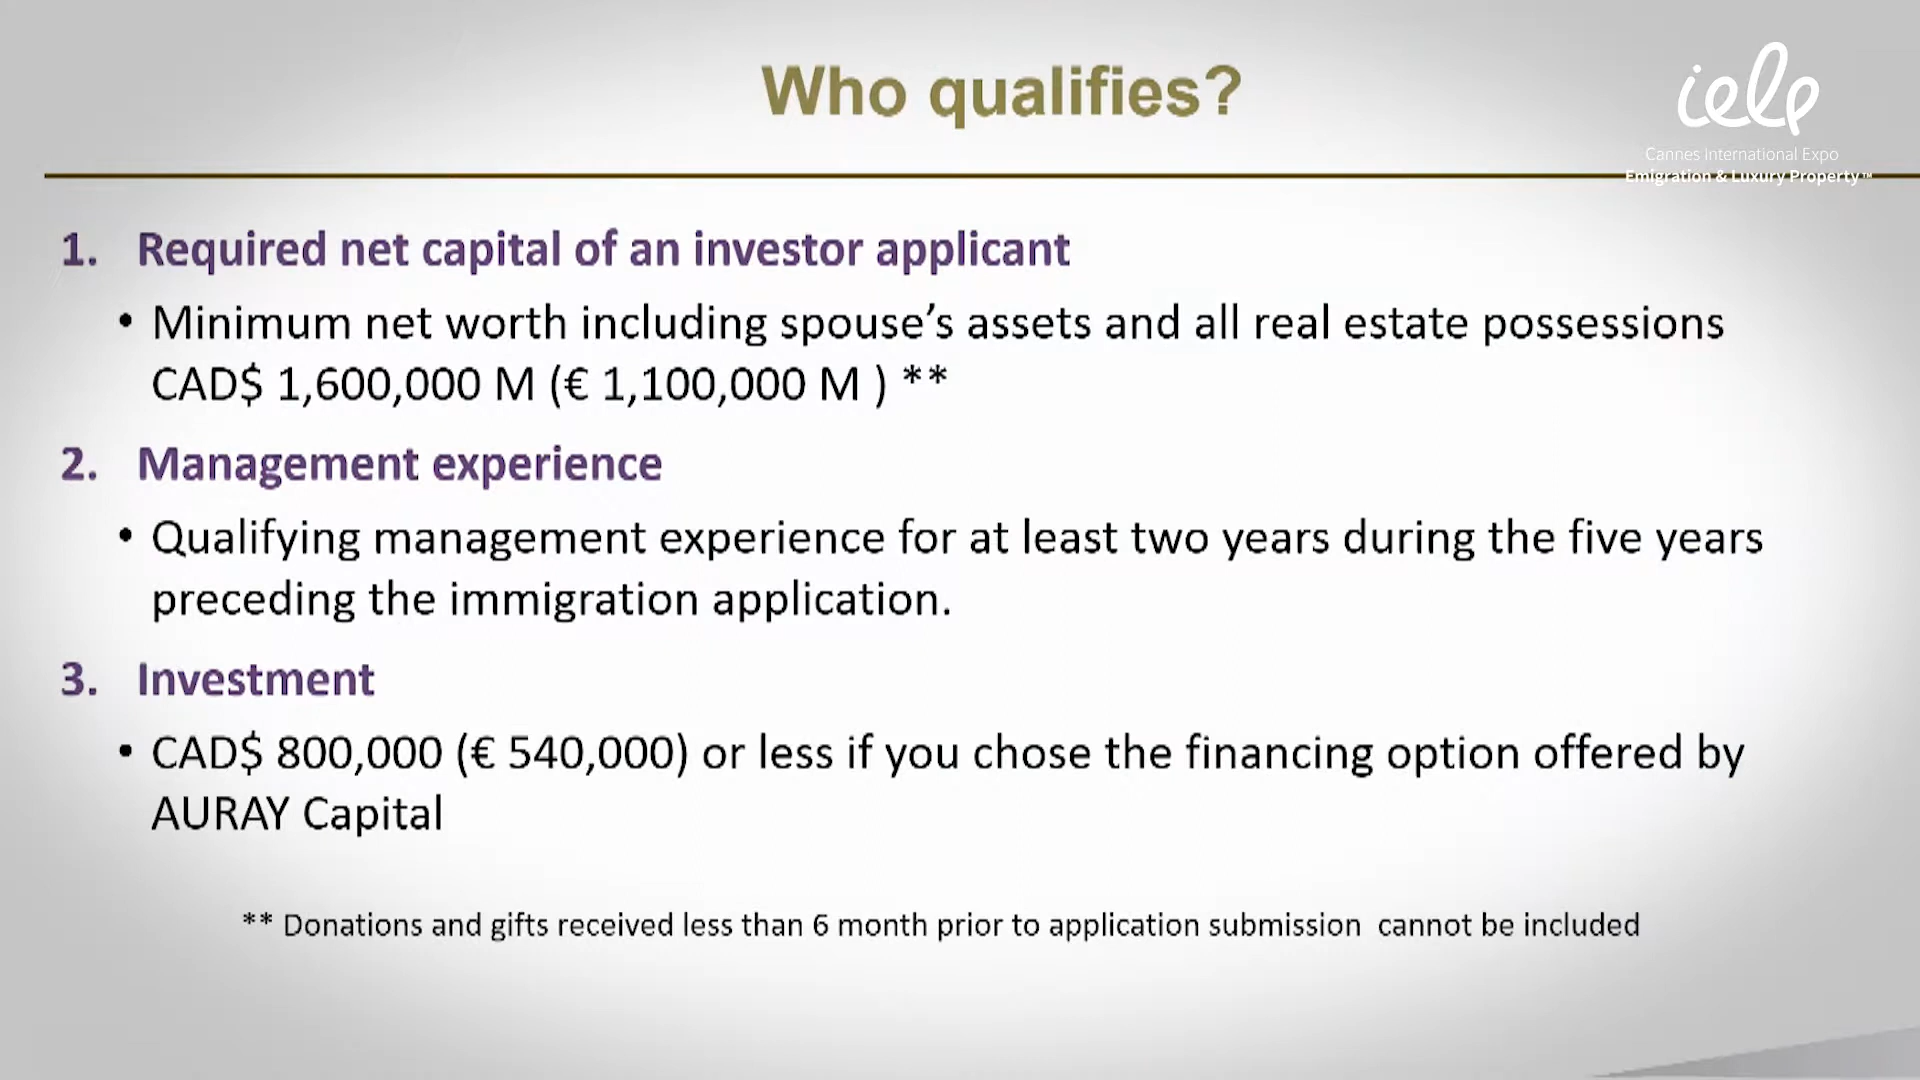 Who qualifies?
ielp
Cannes International Expo
Emigration & Luxury Property™
1. Required net capital of an investor applicant
• Minimum net worth including spouse’s assets and all real estate possessions
CAD$ 1,600,000 M (€ 1,100,000 M ) **
2. Management experience
• Qualifying management experience for at least two years during the five years
preceding the immigration application.
3. Investment
• CAD$ 800,000 (€ 540,000) or less if you chose the financing option offered by
AURAY Capital
** Donations and gifts received less than 6 month prior to application submission cannot be included